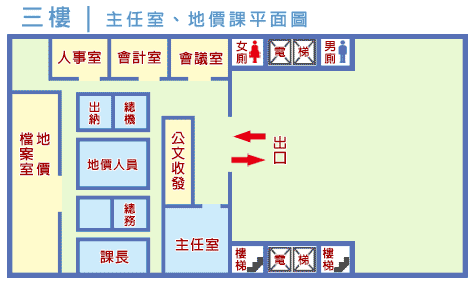 三樓 | 主任室、地價課平面圖
人事室 會計室 會議室 女廁 電梯 男廁
出納 總機
地價檔案室
地價人員
公文收發
出口
總務
課長
主任室
樓梯 電梯 樓梯